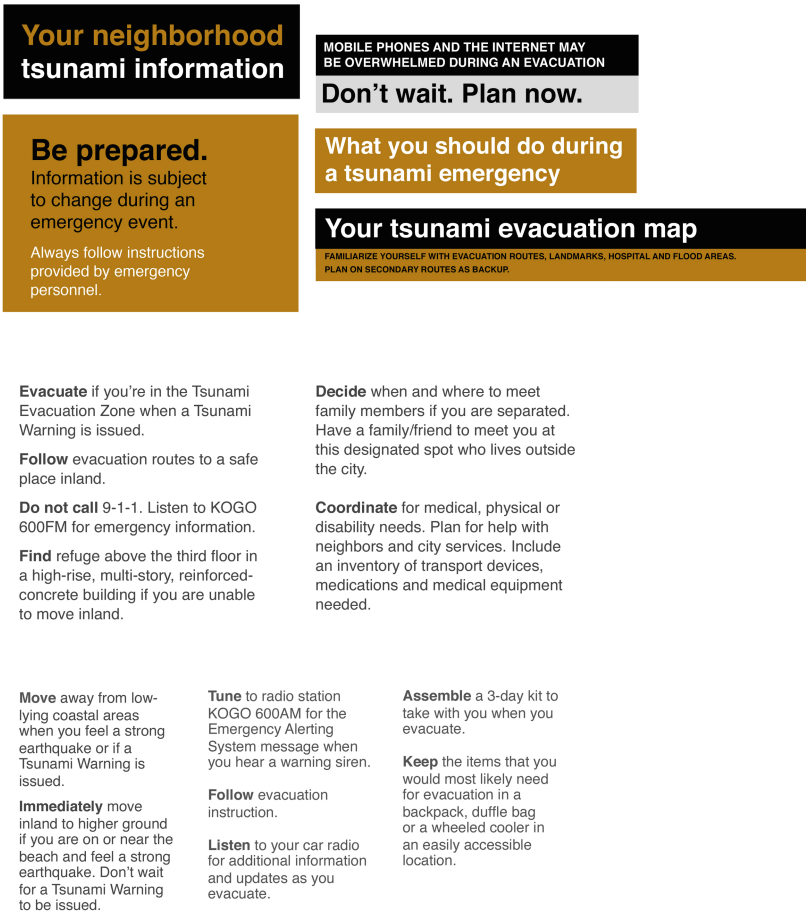 Your neighborhood
tsunami information
MOBILE PHONES AND THE INTERNET MAY
BE OVERWHELMED DURING AN EVACUATION
Don't wait. Plan now.
Be prepared.
Information is subject
to change during an
emergency event.
Always follow instructions
provided by emergency
personnel.
What you should do during
a tsunami emergency
Your tsunami evacuation map
FAMILIARIZE YOURSELF WITH EVACUATION ROUTES, LANDMARKS, HOSPITAL AND FLOOD AREAS.
PLAN ON SECONDARY ROUTES AS BACKUP.
Evacuate if you're in the Tsunami
Evacuation Zone when a Tsunami
Warning is issued.
Follow evacuation routes to a safe
place inland.
Do not call 9-1-1. Listen to KOGO
600FM for emergency information.
Find refuge above the third floor in
a high-rise, multi-story, reinforced-
concrete building if you are unable
to move inland.
Decide when and where to meet
family members if you are separated.
Have a family/friend to meet you at
this designated spot who lives outside
the city.
Coordinate for medical, physical or
disability needs. Plan for help with
neighbors and city services. Include
an inventory of transport devices,
medications and medical equipment
needed.
Move away from low-
lying coastal areas
when you feel a strong
earthquake or if a
Tsunami Warning is
issued.
Immediately move
inland to higher ground
if you are on or near the
beach and feel a strong
earthquake. Don't wait
for a Tsunami Warning
to be issued.
Tune to radio station
KOGO 600AM for the
Emergency Alerting
System message when
you hear a warning siren.
Follow evacuation
instruction.
Listen to your car radio
for additional information
and updates as you
evacuate.
Assemble a 3-day kit to
take with you when you
evacuate.
Keep the items that you
would most likely need
for evacuation in a
backpack, duffle bag
or a wheeled cooler in
an easily accessible
location.